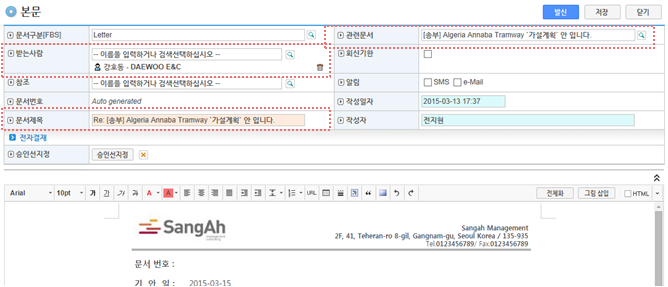 본문
발신 저장 닫기
문서구분[FBS] Letter 관련문서 [송부] Algeria Annaba Tramway `가설계획` 안 입니다.
받는사람 -- 이름을 입력하거나 검색선택하십시오 -- 회신기한
강호동 - DAEWOO E&C
참조 -- 이름을 입력하거나 검색선택하십시오 -- 알림 SMS e-Mail
문서번호 Auto generated 작성일자 2015-03-13 17:37
문서제목 Re: [송부] Algeria Annaba Tramway `가설계획` 안 입니다. 작성자 전지원
전자결재
승인선지정 승인선지정
Arial 10pt 가 가 가 가 A A URL 전체화 그림 삽입 HTML
SangAh
Sangah Management
2F, 41, Teheran-ro 8-gil, Gangnam-gu, Seoul Korea / 135-935
Tel.0123456789/ Fax.0123456789
문서 번호 :
기 안 일 : 2015-03-15